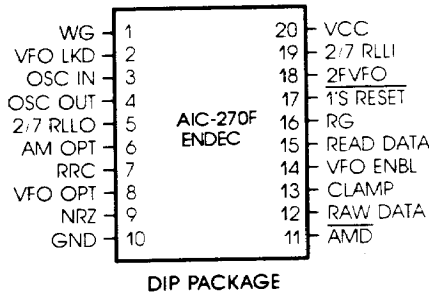 WG 1 20 VCC
VFO LKD 2 19 2/7 RLLI
OSC IN 3 18 2FVFO
OSC OUT 4 17 1'S RESET
2/7 RLLO 5 16 RG
AM OPT 6 15 READ DATA
RRC 7 14 VFO ENBL
VFO OPT 8 13 CLAMP
NRZ 9 12 RAW DATA
GND 10 11 AMD
AIC-270F
ENDEC
DIP PACKAGE